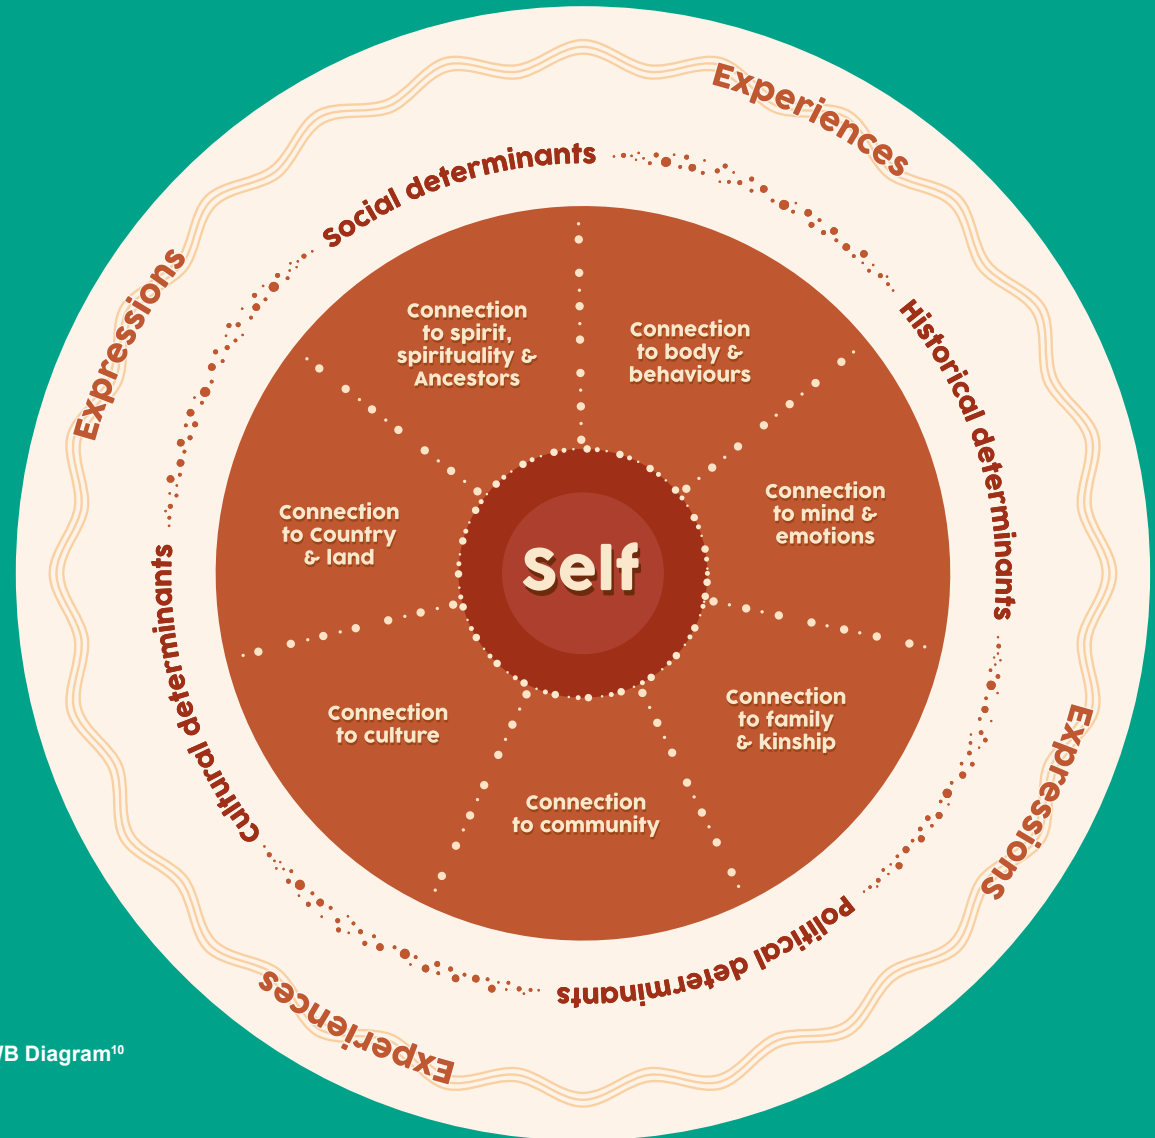 Experiences
Social determinants
Historical determinants
Expressions
Connection
to spirit,
spirituality &
Ancestors
Connection
to body &
behaviours
Connection
to Country
& land
Self
Connection
to mind &
emotions
Connection
to culture
Connection
to family
& kinship
Connection
to community
Cultural determinants
Expressions
Political determinants
Experiences
Diagram¹⁰